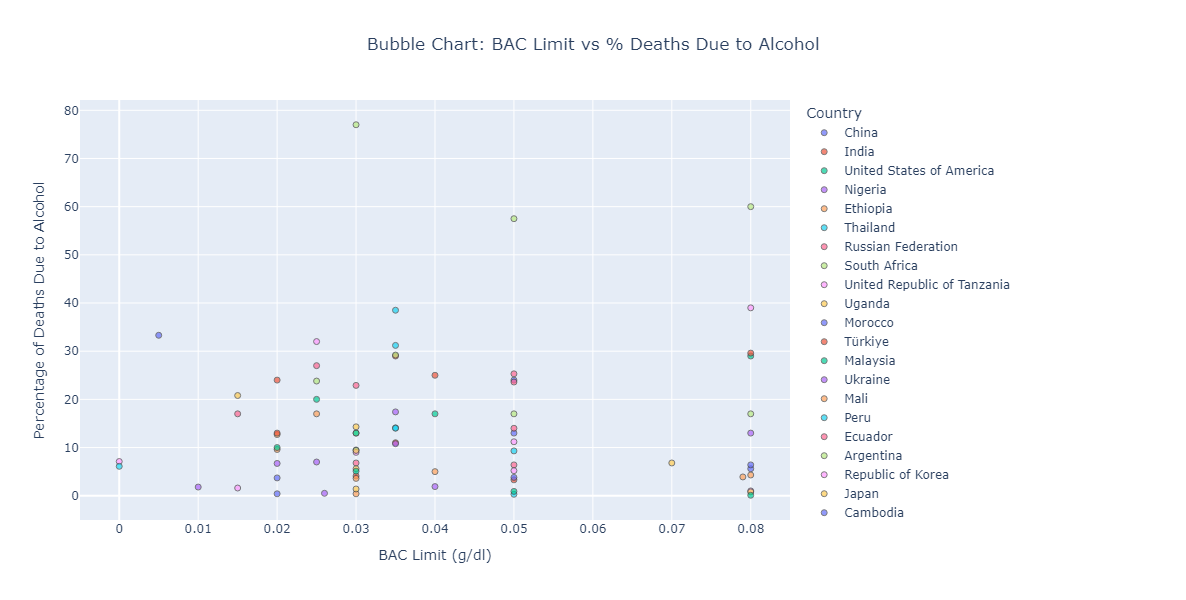 Bubble Chart: BAC Limit vs % Deaths Due to Alcohol
Percentage of Deaths Due to Alcohol
80
70
60
50
40
30
20
10
0
0
0.01
0.02
0.03
0.04
0.05
0.06
0.07
0.08
BAC Limit (g/dl)
Country
China
India
United States of America
Nigeria
Ethiopia
Thailand
Russian Federation
South Africa
United Republic of Tanzania
Uganda
Morocco
Türkiye
Malaysia
Ukraine
Mali
Peru
Ecuador
Argentina
Republic of Korea
Japan
Cambodia